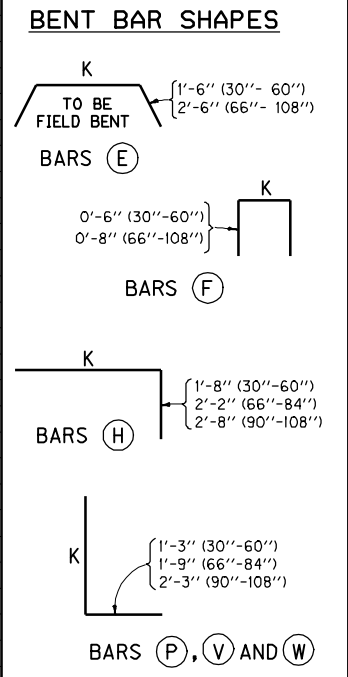 BENT BAR SHAPES
K
1'-6" (30"- 60")
2'-6" (66"- 108")
TO BE
FIELD BENT
BARS E
K
0'-6" (30"-60")
0'-8" (66"-108")
BARS F
K
1'-8" (30"-60")
2'-2" (66"-84")
2'-8" (90"-108")
BARS H
K
1'-3" (30"-60")
1'-9" (66"-84")
2'-3" (90"-108")
BARS P, V AND W